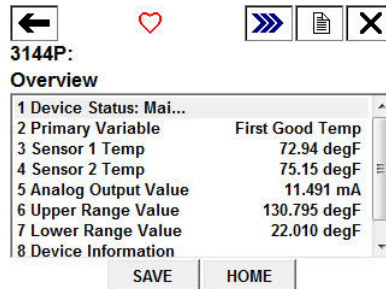 3144P:
Overview
1 Device Status: Mai...
2 Primary Variable First Good Temp
3 Sensor 1 Temp 72.94 degF
4 Sensor 2 Temp 75.15 degF
5 Analog Output Value 11.491 mA
6 Upper Range Value 130.795 degF
7 Lower Range Value 22.010 degF
8 Device Information
SAVE HOME